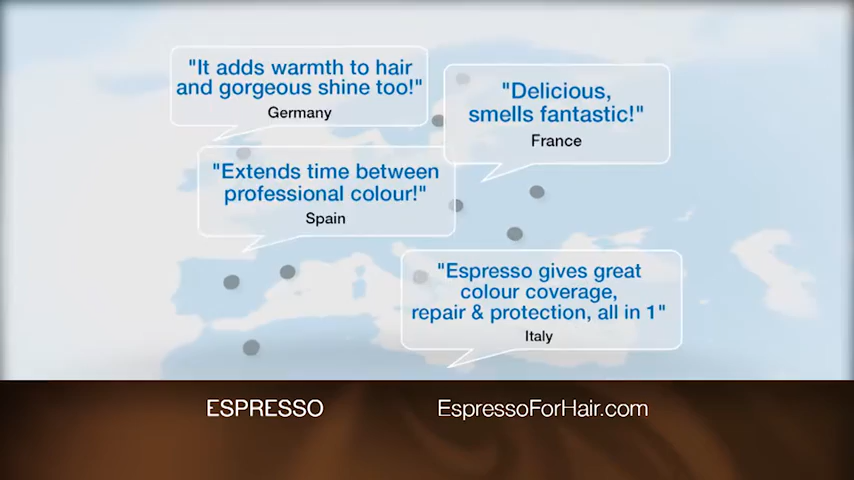 "It adds warmth to hair
and gorgeous shine too!"
Germany
"Delicious,
smells fantastic!"
France
"Extends time between
professional colour!"
Spain
"Espresso gives great
colour coverage,
repair & protection, all in 1"
Italy
ESPRESSO
EspressoForHair.com